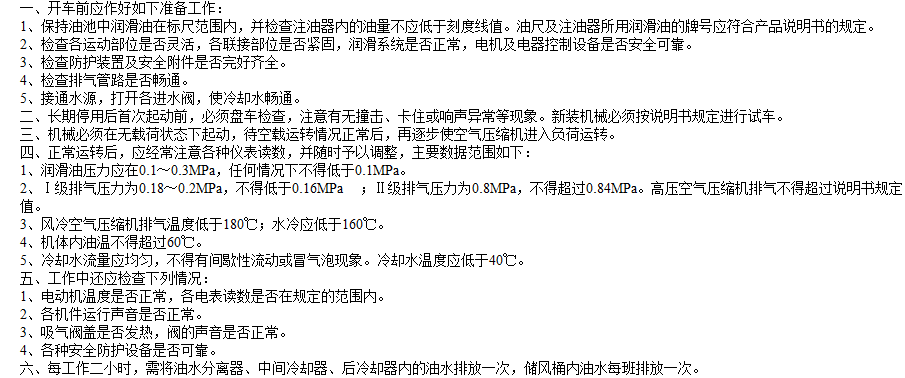 一、开车前应作好如下准备工作：
1、保持油池中润滑油在标尺范围内，并检查注油器内的油量不应低于刻度线值。油尺及注油器所用润滑油的牌号应符合产品说明书的规定。
2、检查各运动部位是否灵活，各联接部位是否紧固，润滑系统是否正常，电机及电器控制设备是否安全可靠。
3、检查防护装置及安全附件是否完好齐全。
4、检查排气管路是否畅通。
5、接通水源，打开各进水阀，使冷却水畅通。
二、长期停用后首次起动前，必须盘车检查，注意有无撞击、卡住或响声异常等现象。新装机械必须按说明书规定进行试车。
三、机械必须在无载荷状态下起动，待空载运转情况正常后，再逐步使空气压缩机进入负荷运转。
四、正常运转后，应经常注意各种仪表读数，并随时予以调整，主要数据范围如下：
1、润滑油压力应在0.1～0.3MPa，任何情况下不得低于0.1MPa。
2、Ⅰ级排气压力为0.18～0.2MPa，不得低于0.16MPa ；Ⅱ级排气压力为0.8MPa，不得超过0.84MPa。高压空气压缩机排气不得超过说明书规定
值。
3、风冷空气压缩机排气温度低于180℃；水冷应低于160℃。
4、机体内油温不得超过60℃。
5、冷却水流量应均匀，不得有间歇性流动或冒气泡现象。冷却水温度应低于40℃。
五、工作中还应检查下列情况：
1、电动机温度是否正常，各电表读数是否在规定的范围内。
2、各机件运行声音是否正常。
3、吸气阀盖是否发热，阀的声音是否正常。
4、各种安全防护设备是否可靠。
六、每工作二小时，需将油水分离器、中间冷却器、后冷却器内的油水排放一次，储风桶内油水每班排放一次。